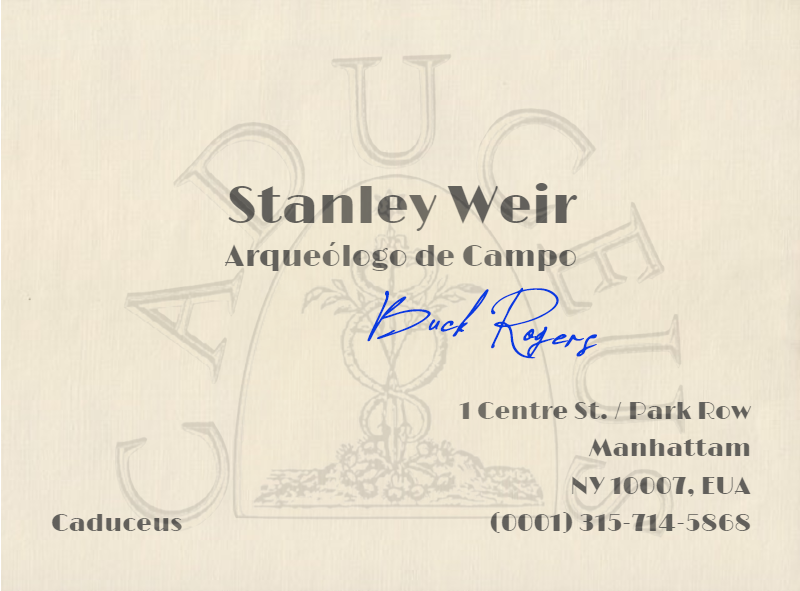 CADUCEUS
Stanley Weir
Arqueólogo de Campo
Buck Rogers
1 Centre St. / Park Row
Manhattam
NY 10007, EUA
Caduceus
(0001) 315-714-5868